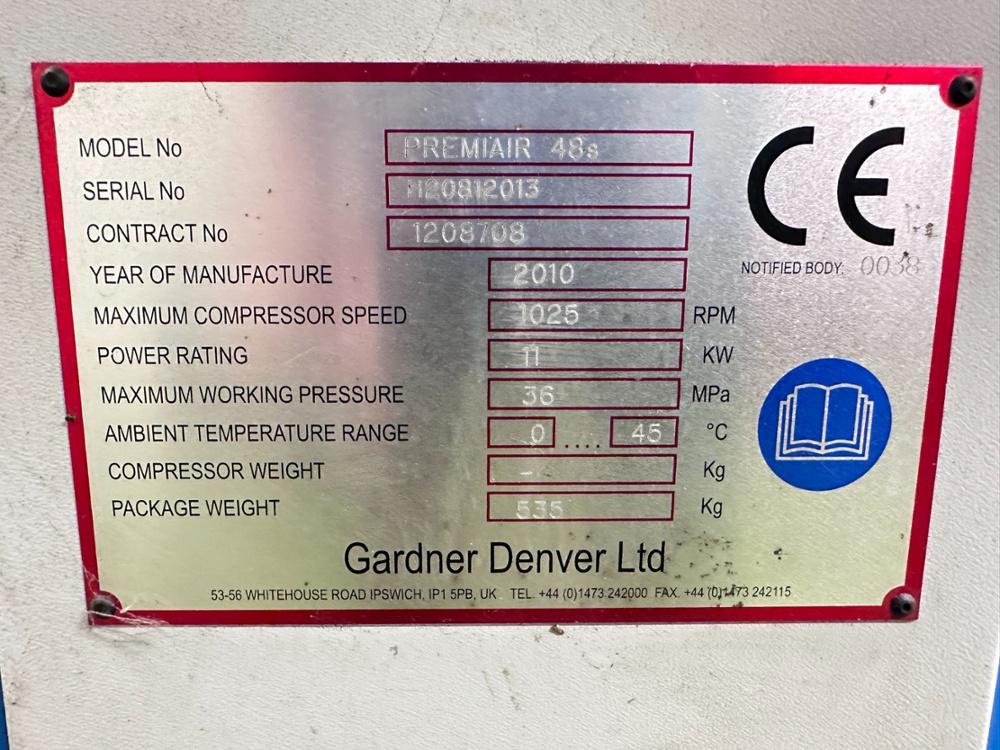 MODEL No PREMIAIR 48s
SERIAL No H20812013
CONTRACT No 1208708
YEAR OF MANUFACTURE 2010
MAXIMUM COMPRESSOR SPEED 1025 RPM
POWER RATING 11 KW
MAXIMUM WORKING PRESSURE 36 MPa
AMBIENT TEMPERATURE RANGE 0 .... 45 °C
COMPRESSOR WEIGHT - Kg
PACKAGE WEIGHT 535 Kg
CE
NOTIFIED BODY: 0038
Gardner Denver Ltd
53-56 WHITEHOUSE ROAD IPSWICH, IP1 5PB, UK TEL. +44 (0)1473 242000 FAX. +44 (0)1473 242115